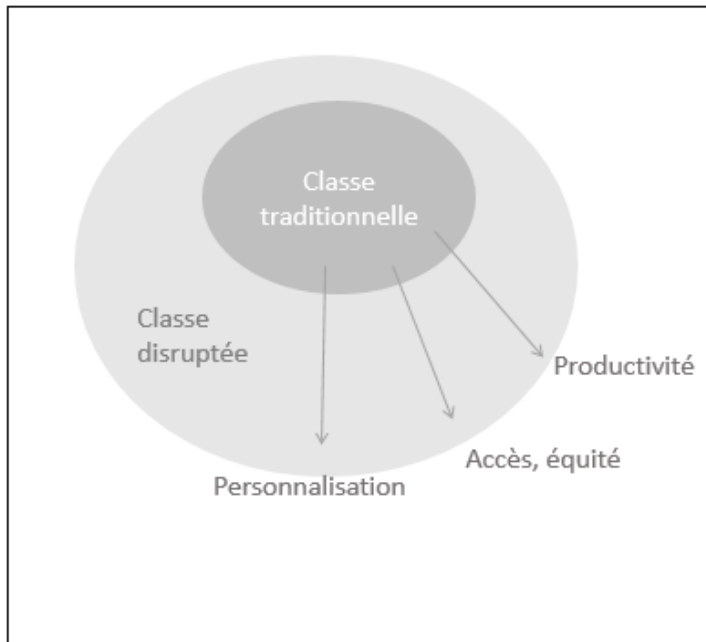 Classe
traditionnelle
Classe
disruptée
Productivité
Accès, équité
Personnalisation